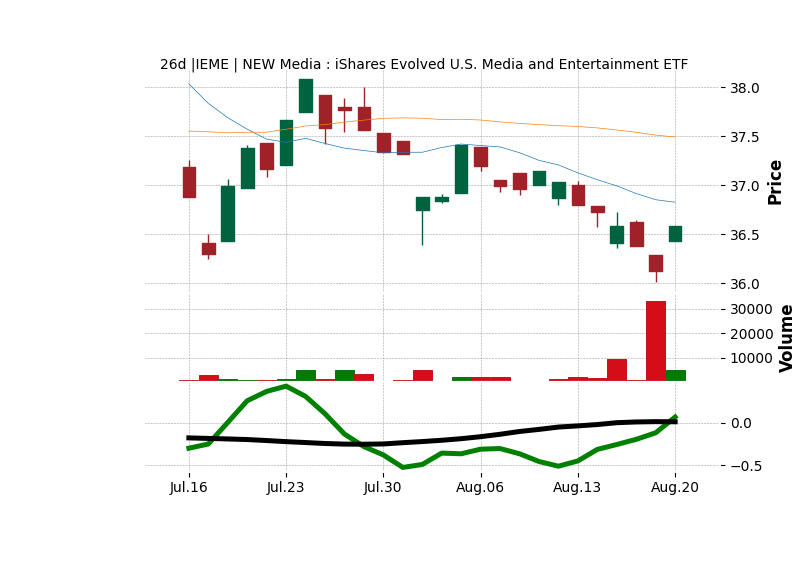 26d |IEME | NEW Media : iShares Evolved U.S. Media and Entertainment ETF
38.0
37.5
37.0
36.5
36.0
Price
30000
20000
10000
Volume
0.0
−0.5
Jul.16 Jul.23 Jul.30 Aug.06 Aug.13 Aug.20